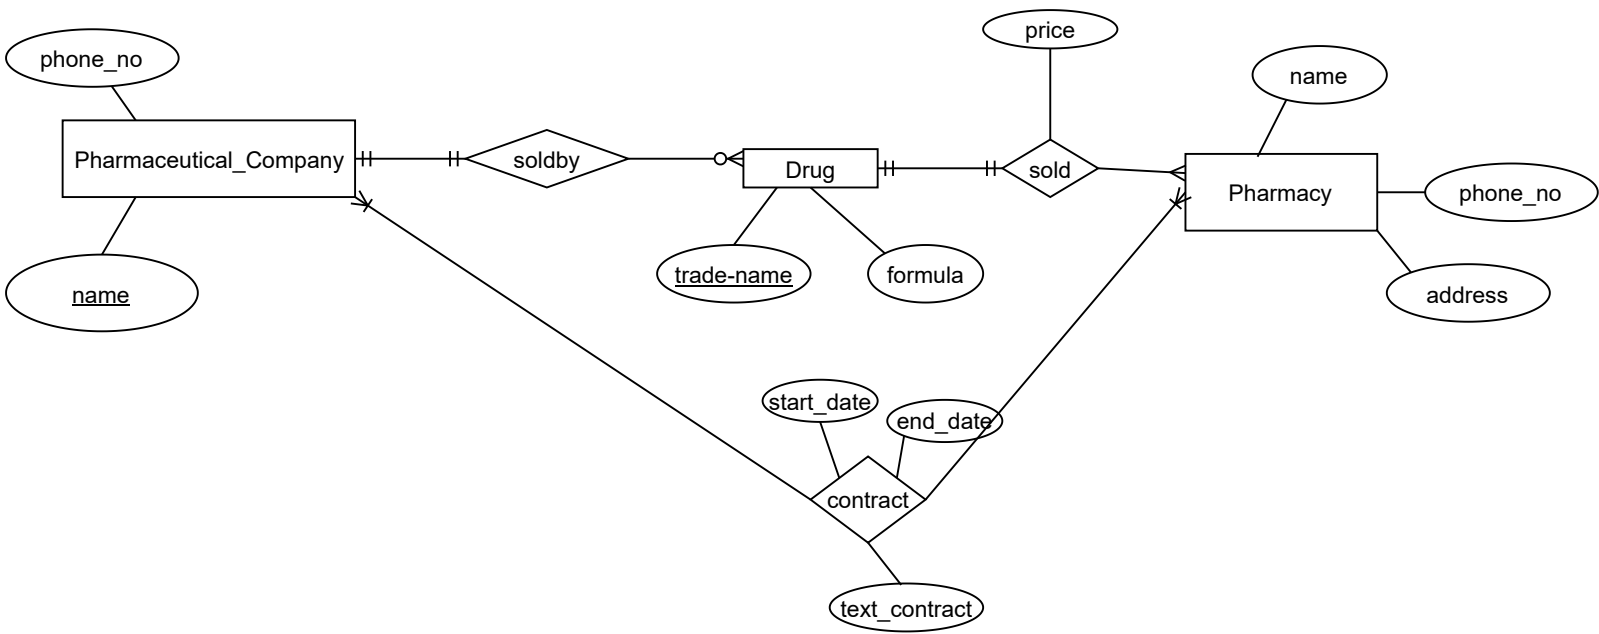 price
phone_no
name
Pharmaceutical_Company
soldby
Drug
sold
Pharmacy
phone_no
name
trade-name
formula
address
start_date
end_date
contract
text_contract